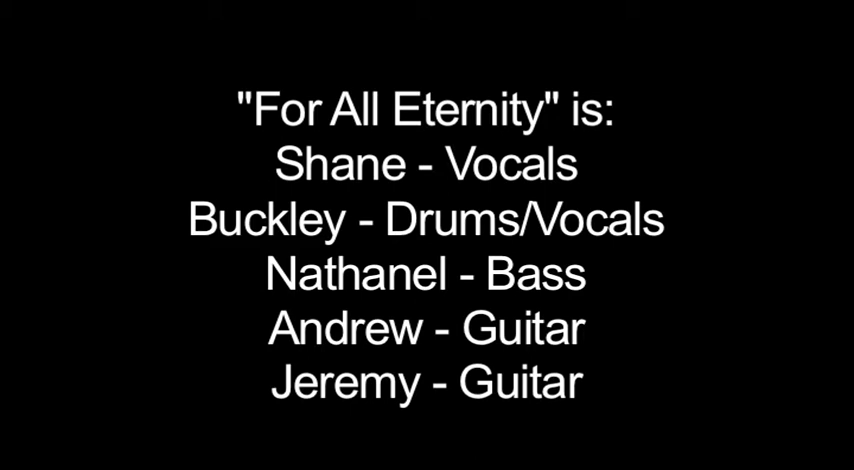 "For All Eternity" is:
Shane - Vocals
Buckley - Drums/Vocals
Nathanel - Bass
Andrew - Guitar
Jeremy - Guitar